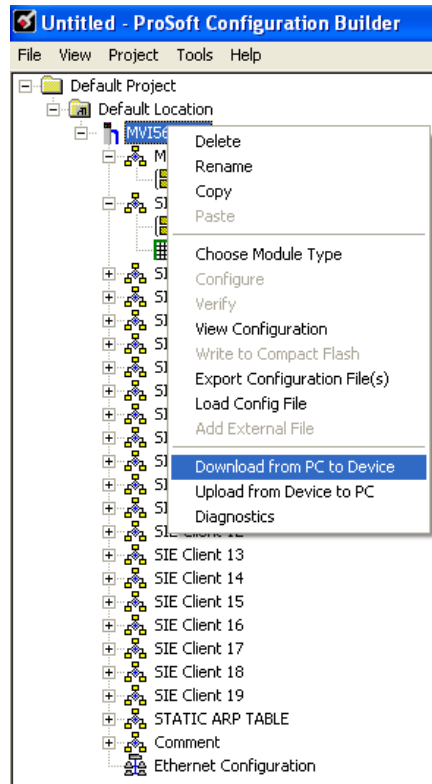 Untitled - ProSoft Configuration Builder
File View Project Tools Help
Default Project
Default Location
MVI56
Delete
Rename
Copy
Paste
Choose Module Type
Configure
Verify
View Configuration
Write to Compact Flash
Export Configuration File(s)
Load Config File
Add External File
Download from PC to Device
Upload from Device to PC
Diagnostics
SIE Client 12
SIE Client 13
SIE Client 14
SIE Client 15
SIE Client 16
SIE Client 17
SIE Client 18
SIE Client 19
STATIC ARP TABLE
Comment
Ethernet Configuration